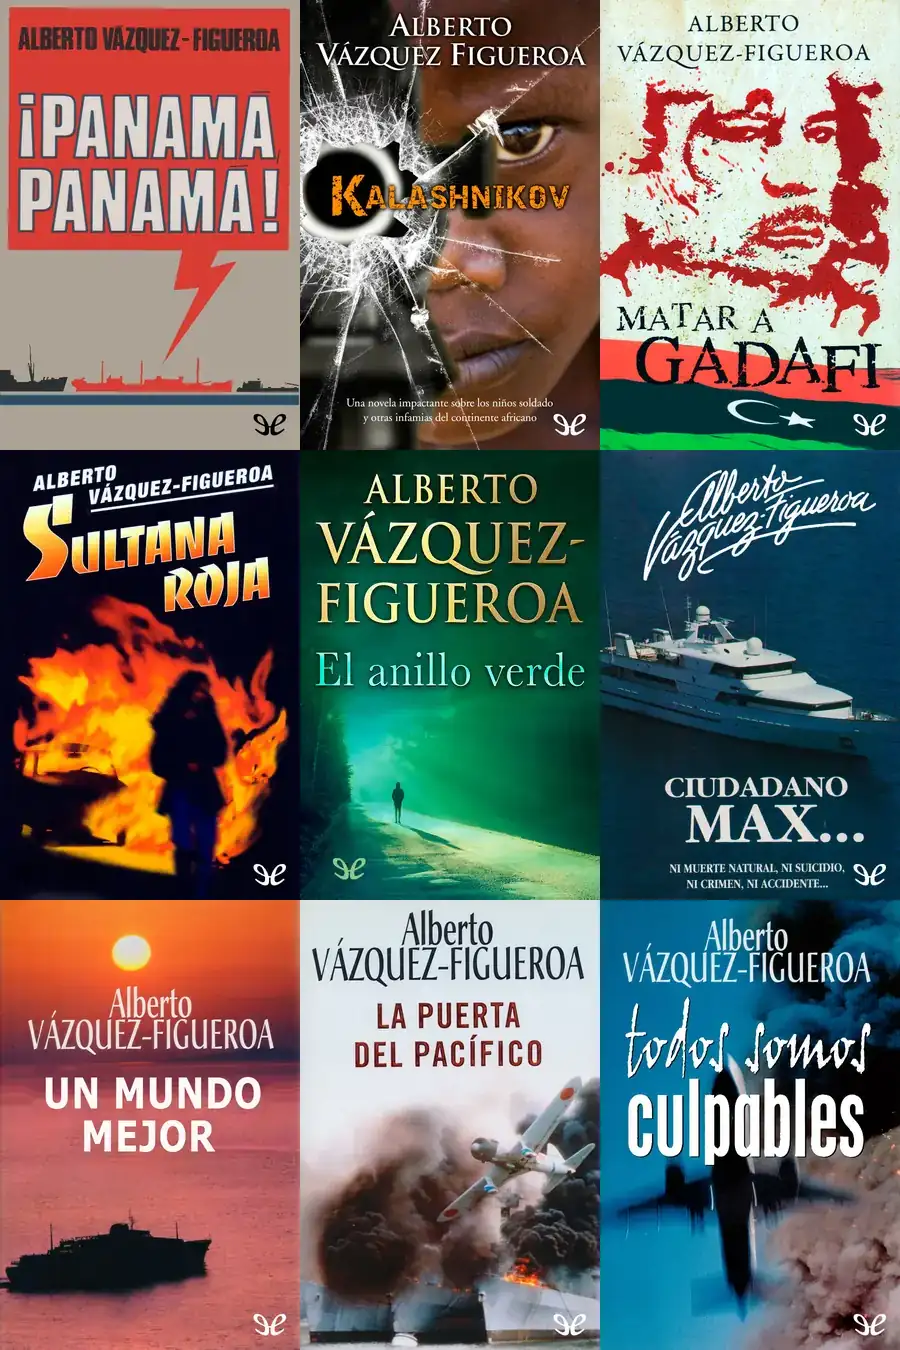 ALBERTO VÁZQUEZ-FIGUEROA
¡PANAMÁ,
PANAMÁ!
ALBERTO
VÁZQUEZ FIGUEROA
KALASHNIKOV
Una novela impactante sobre los niños soldado
y otras infamias del continente africano
ALBERTO
VÁZQUEZ-FIGUEROA
MATAR A
GADAFI
ALBERTO
VÁZQUEZ-FIGUEROA
SULTANA
ROJA
ALBERTO
VÁZQUEZ-
FIGUEROA
El anillo verde
Alberto
Vázquez-Figueroa
CIUDADANO
MAX...
NI MUERTE NATURAL, NI SUICIDIO,
NI CRIMEN, NI ACCIDENTE...
Alberto
VÁZQUEZ-FIGUEROA
UN MUNDO
MEJOR
Alberto
VÁZQUEZ-FIGUEROA
LA PUERTA
DEL PACÍFICO
Alberto
VÁZQUEZ-FIGUEROA
todos somos
culpables